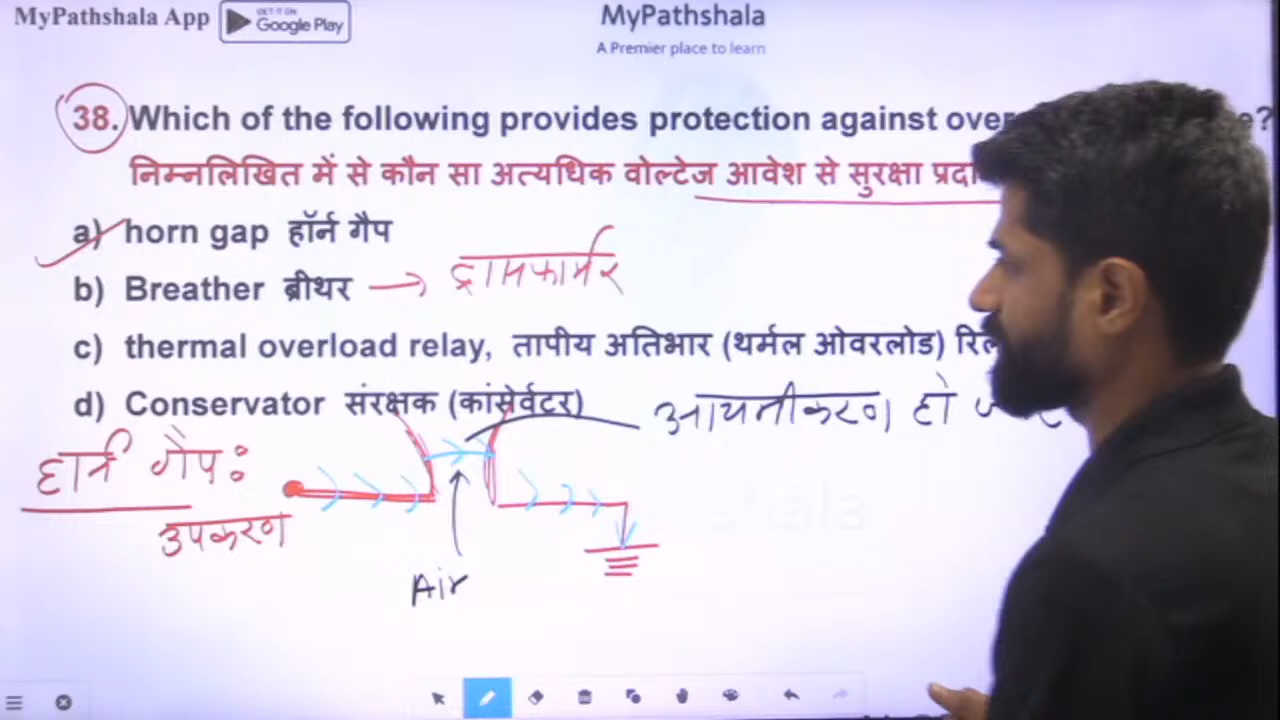 MyPathshala App
GET IT ON
Google Play
MyPathshala
A Premier place to learn
38. Which of the following provides protection against over
e?
निम्नलिखित में से कौन सा अत्यधिक वोल्टेज आवेश से सुरक्षा प्रदा
a) horn gap हॉर्न गैप
b) Breather ब्रीथर
ट्रासफार्मर
c) thermal overload relay, तापीय अतिभार (थर्मल ओवरलोड) रिले
d) Conservator संरक्षक (कांसेर्वटर)
आयनीकरण हो
हार्न गैप:
उपकरण
Air